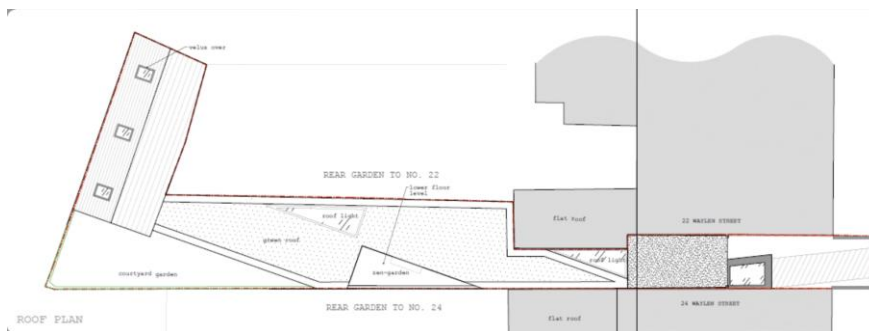 velux over
REAR GARDEN TO NO. 22
lower floor
level
roof light
flat roof
22 WAYLEN STREET
green roof
roof light
zen-garden
courtyard garden
REAR GARDEN TO NO. 24
24 WAYLEN STREET
flat roof
ROOF PLAN